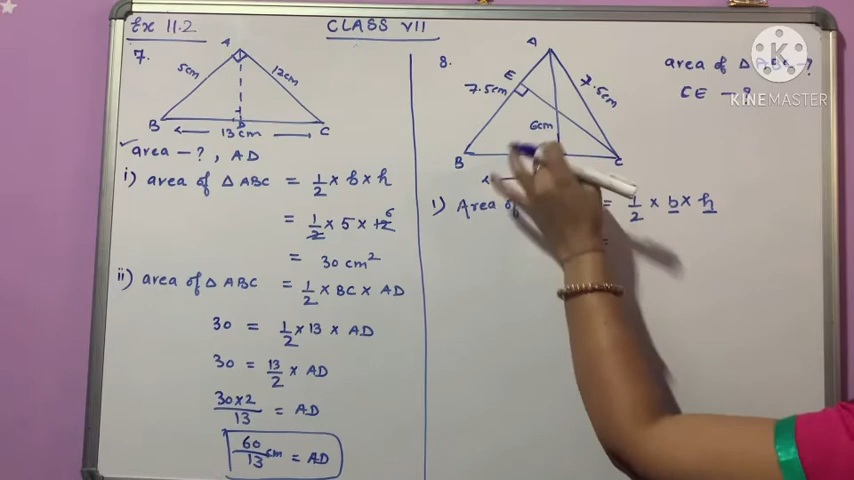 Ex 11.2
CLASS VII
7.
A
5cm
12cm
B
D
C
13 cm
✓area - ?, AD
i) area of Δ ABC = 1/2 × b × h
= 1/2 × 5 × 12 6
= 30 cm²
ii) area of Δ ABC = 1/2 × BC × AD
30 = 1/2 × 13 × AD
30 = 13/2 × AD
30×2/13 = AD
60/13 cm = AD
8.
A
E
7.5cm
7.5cm
6cm
B
C
area of Δ ABC - ?
CE - ?
KINEMASTER
i) Area of = 1/2 × b × h
=